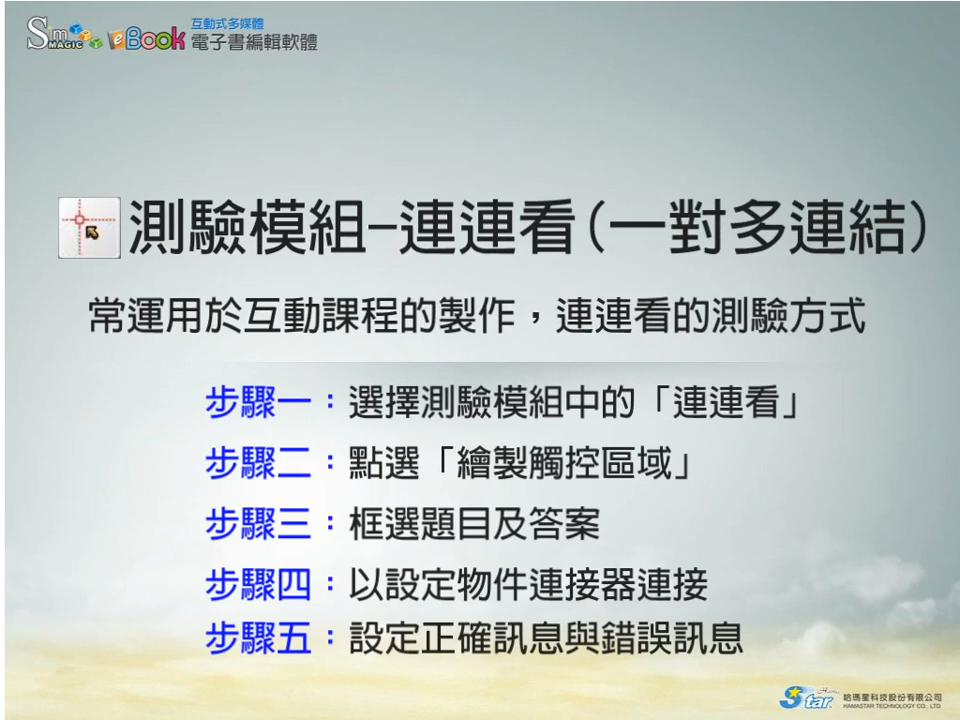 SimMAGIC eBook 互動式多媒體
電子書編輯軟體
測驗模組-連連看(一對多連結)
常運用於互動課程的製作，連連看的測驗方式
步驟一：選擇測驗模組中的「連連看」
步驟二：點選「繪製觸控區域」
步驟三：框選題目及答案
步驟四：以設定物件連接器連接
步驟五：設定正確訊息與錯誤訊息
Star 哈瑪星科技股份有限公司
HAMASTAR TECHNOLOGY CO., LTD.